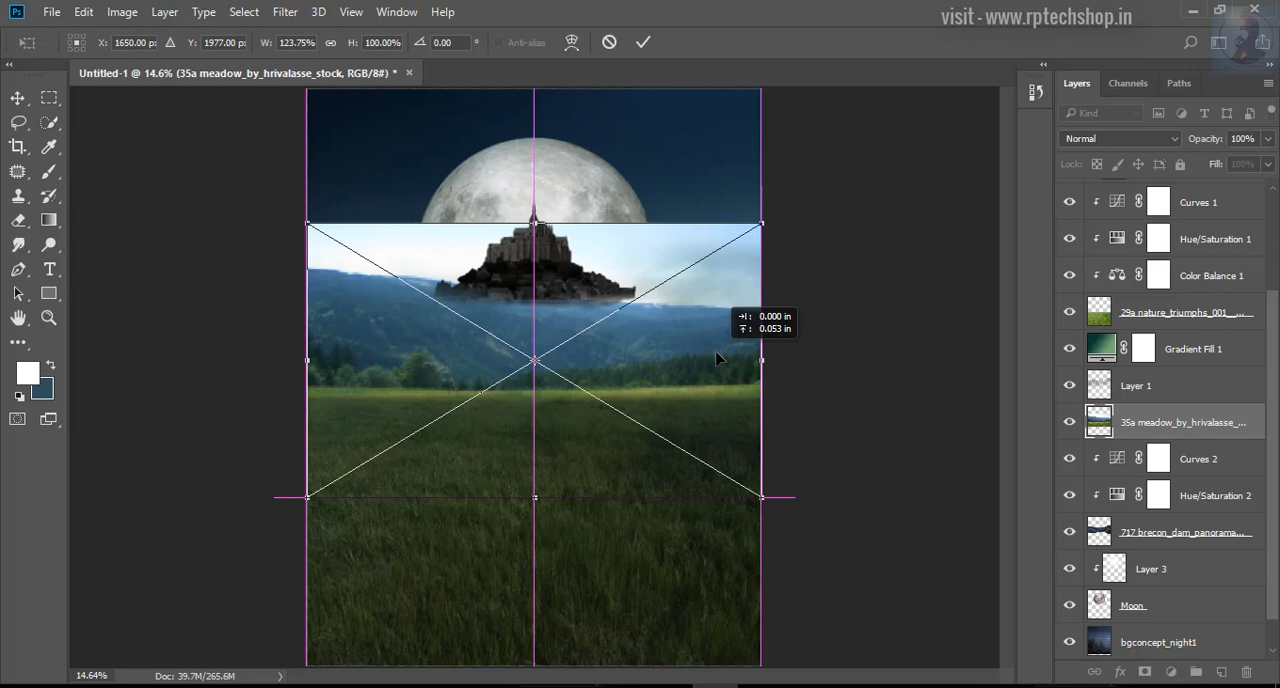 Ps File Edit Image Layer Type Select Filter 3D View Window Help
visit - www.rptechshop.in
X: 1650.00 px Y: 1977.00 px W: 123.75% H: 100.00% 0.00 ° Anti-alias
Untitled-1 @ 14.6% (35a meadow_by_hrivalasse_stock, RGB/8#) * ×
Layers Channels Paths
Kind
Normal Opacity: 100%
Lock: Fill: 100%
Curves 1
Hue/Saturation 1
Color Balance 1
29a nature_triumphs_001__...
Gradient Fill 1
Layer 1
35a meadow_by_hrivalasse_...
Curves 2
Hue/Saturation 2
717 brecon_dam_panorama...
Layer 3
Moon
bgconcept_night1
0.000 in
0.053 in
14.64% Doc: 39.7M/265.6M